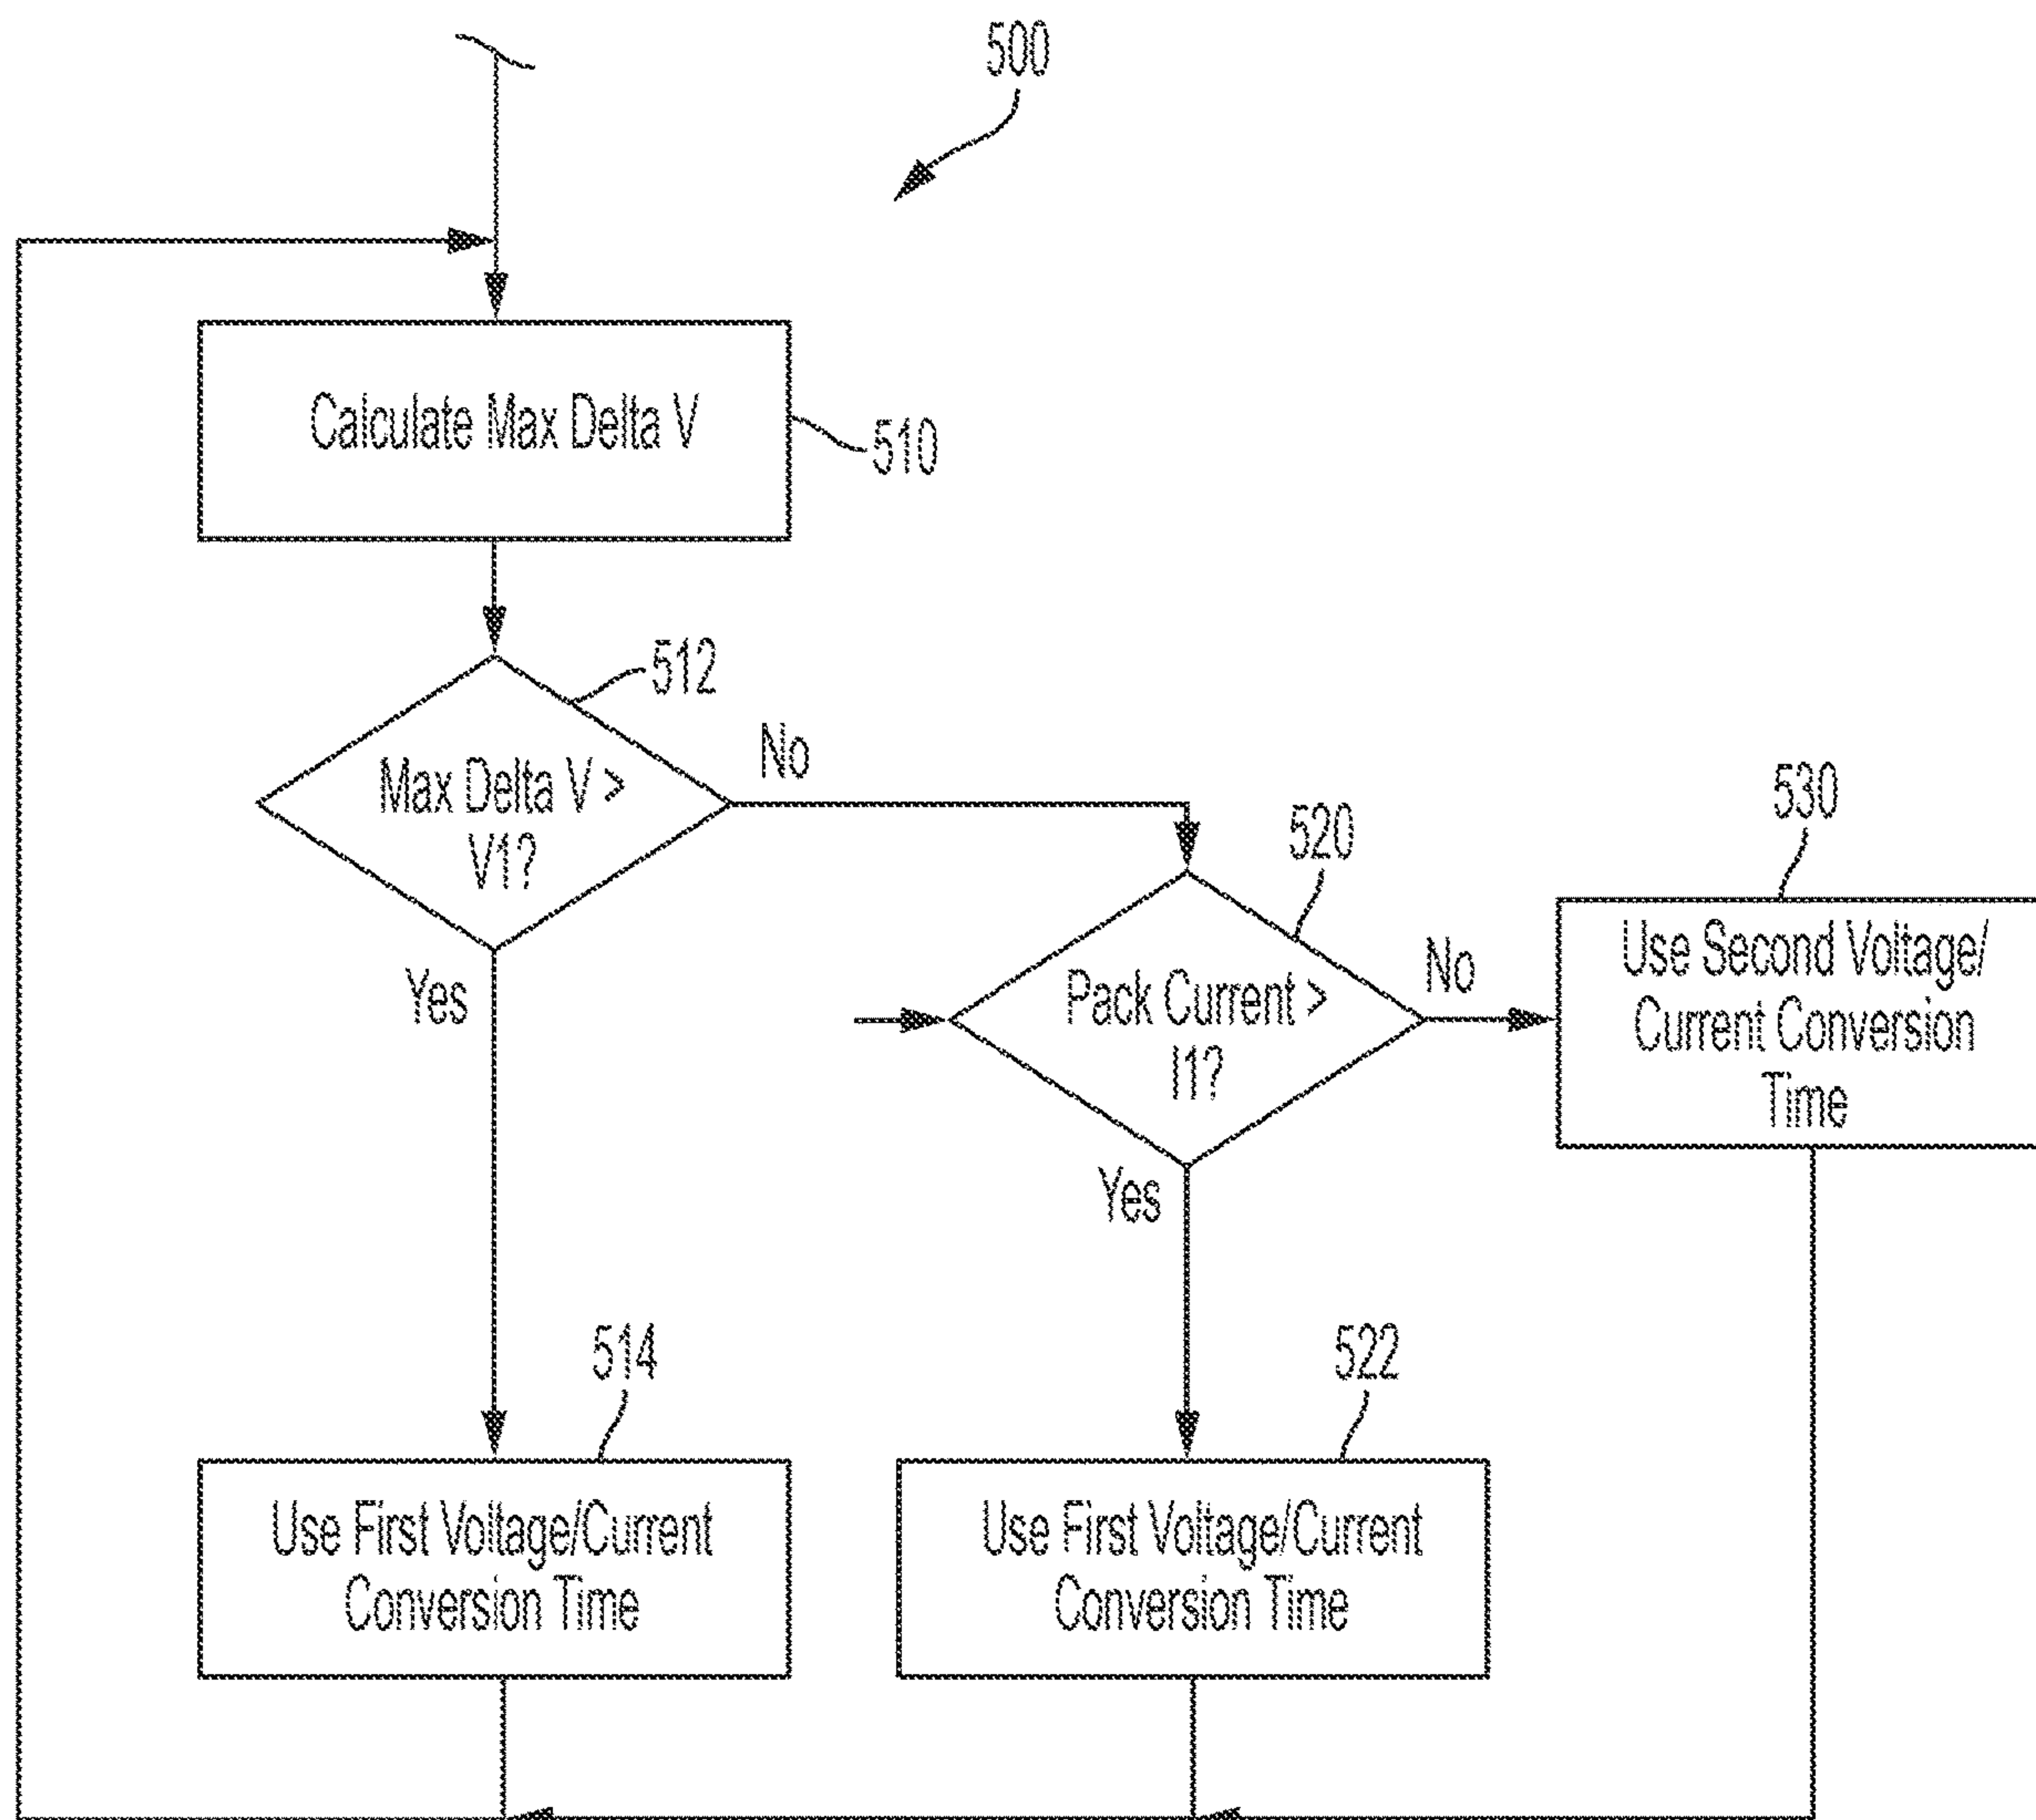 500
Calculate Max Delta V
510
512
Max Delta V >
V1?
No
Yes
520
Pack Current >
I1?
No
Yes
530
Use Second Voltage/
Current Conversion
Time
514
Use First Voltage/Current
Conversion Time
522
Use First Voltage/Current
Conversion Time